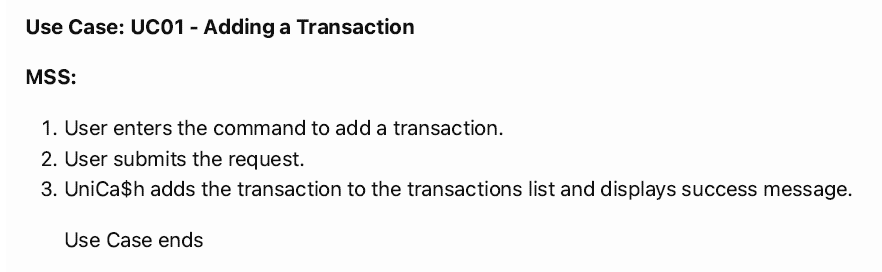 Use Case: UC01 - Adding a Transaction
MSS:
1. User enters the command to add a transaction.
2. User submits the request.
3. UniCa$h adds the transaction to the transactions list and displays success message.
Use Case ends